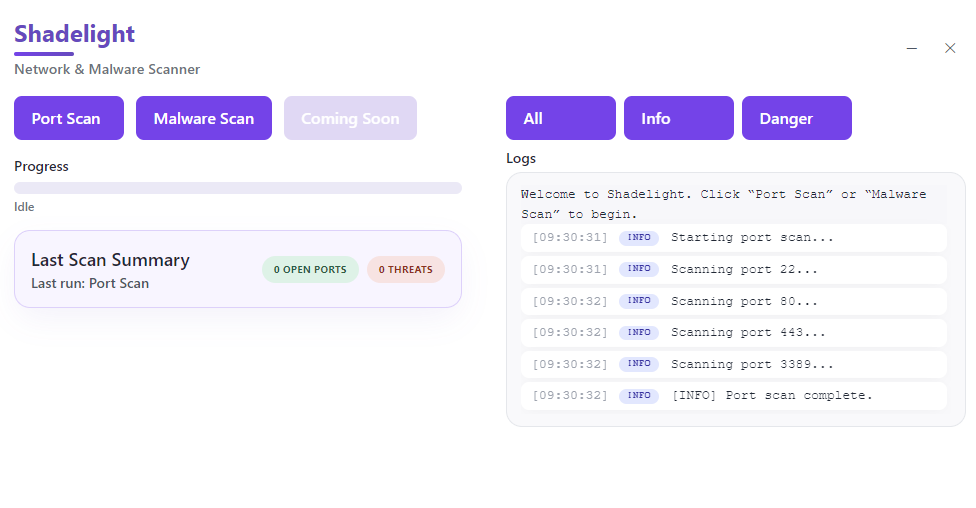 Shadelight
Network & Malware Scanner
Port Scan
Malware Scan
Coming Soon
Progress
Idle
Last Scan Summary
Last run: Port Scan
0 OPEN PORTS
0 THREATS
All
Info
Danger
Logs
Welcome to Shadelight. Click “Port Scan” or “Malware
Scan” to begin.
[09:30:31] INFO Starting port scan...
[09:30:31] INFO Scanning port 22...
[09:30:32] INFO Scanning port 80...
[09:30:32] INFO Scanning port 443...
[09:30:32] INFO Scanning port 3389...
[09:30:32] INFO [INFO] Port scan complete.